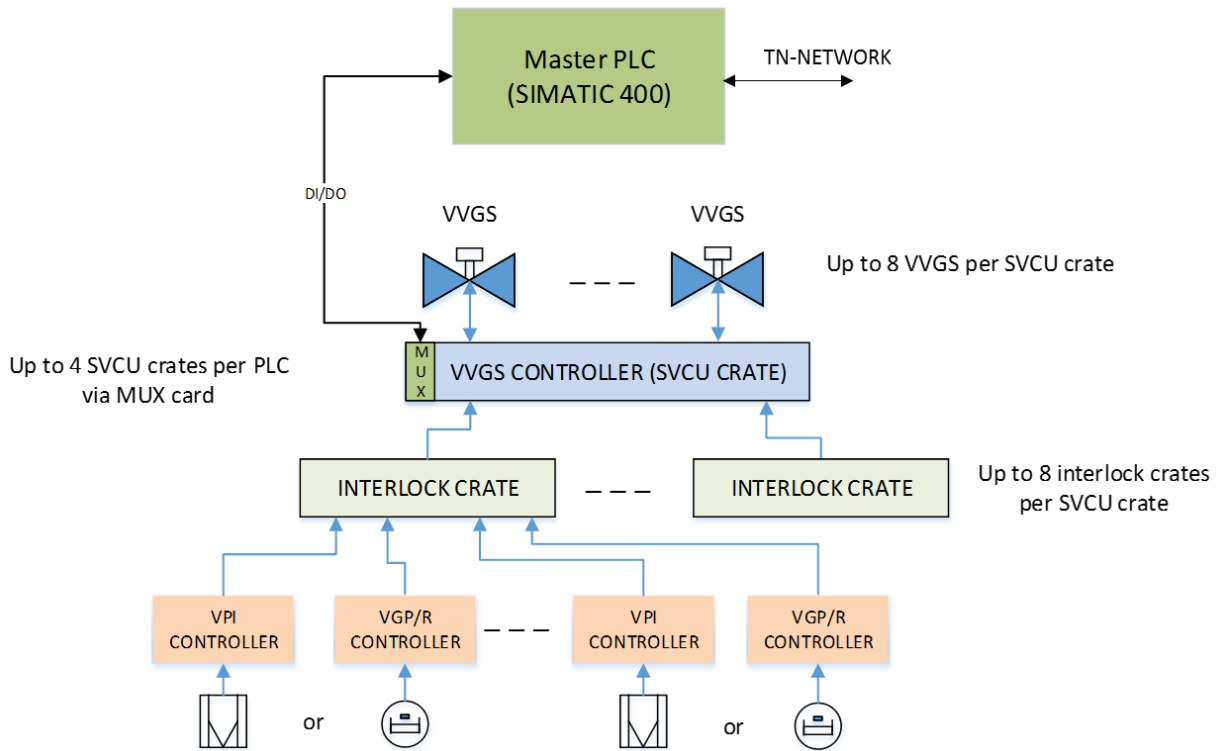 Master PLC
(SIMATIC 400)
TN-NETWORK
DI/DO
VVGS
VVGS
Up to 8 VVGS per SVCU crate
Up to 4 SVCU crates per PLC
via MUX card
MUX
VVGS CONTROLLER (SVCU CRATE)
INTERLOCK CRATE
INTERLOCK CRATE
Up to 8 interlock crates
per SVCU crate
VPI
CONTROLLER
VGP/R
CONTROLLER
VPI
CONTROLLER
VGP/R
CONTROLLER
or
or